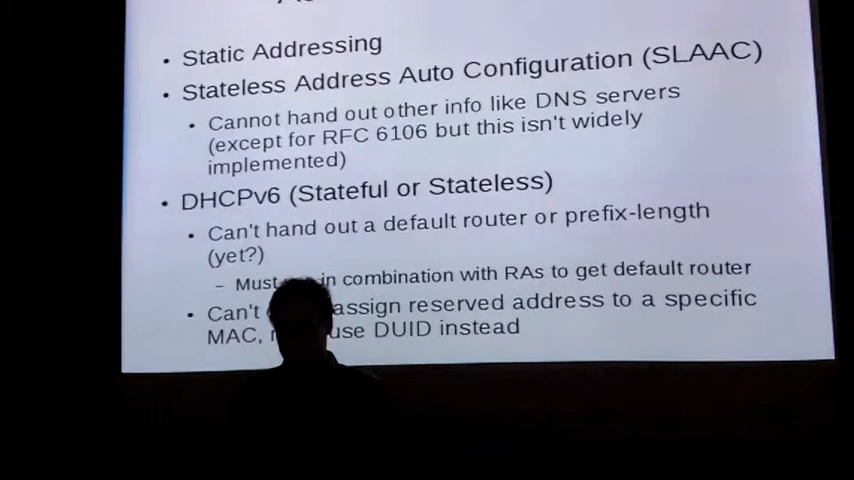 • Static Addressing
• Stateless Address Auto Configuration (SLAAC)
• Cannot hand out other info like DNS servers
(except for RFC 6106 but this isn't widely
implemented)
• DHCPv6 (Stateful or Stateless)
• Can't hand out a default router or prefix-length
(yet?)
– Must in combination with RAs to get default router
• Can't assign reserved address to a specific
MAC, use DUID instead